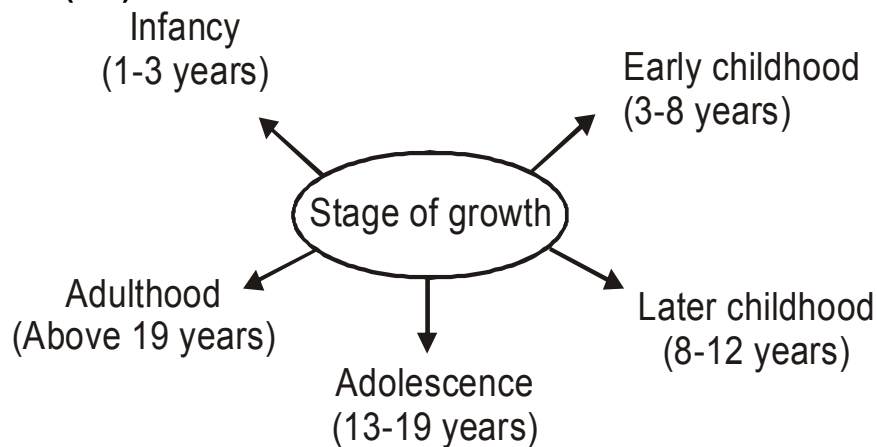 Infancy
(1-3 years)
Early childhood
(3-8 years)
Stage of growth
Adulthood
(Above 19 years)
Later childhood
(8-12 years)
Adolescence
(13-19 years)